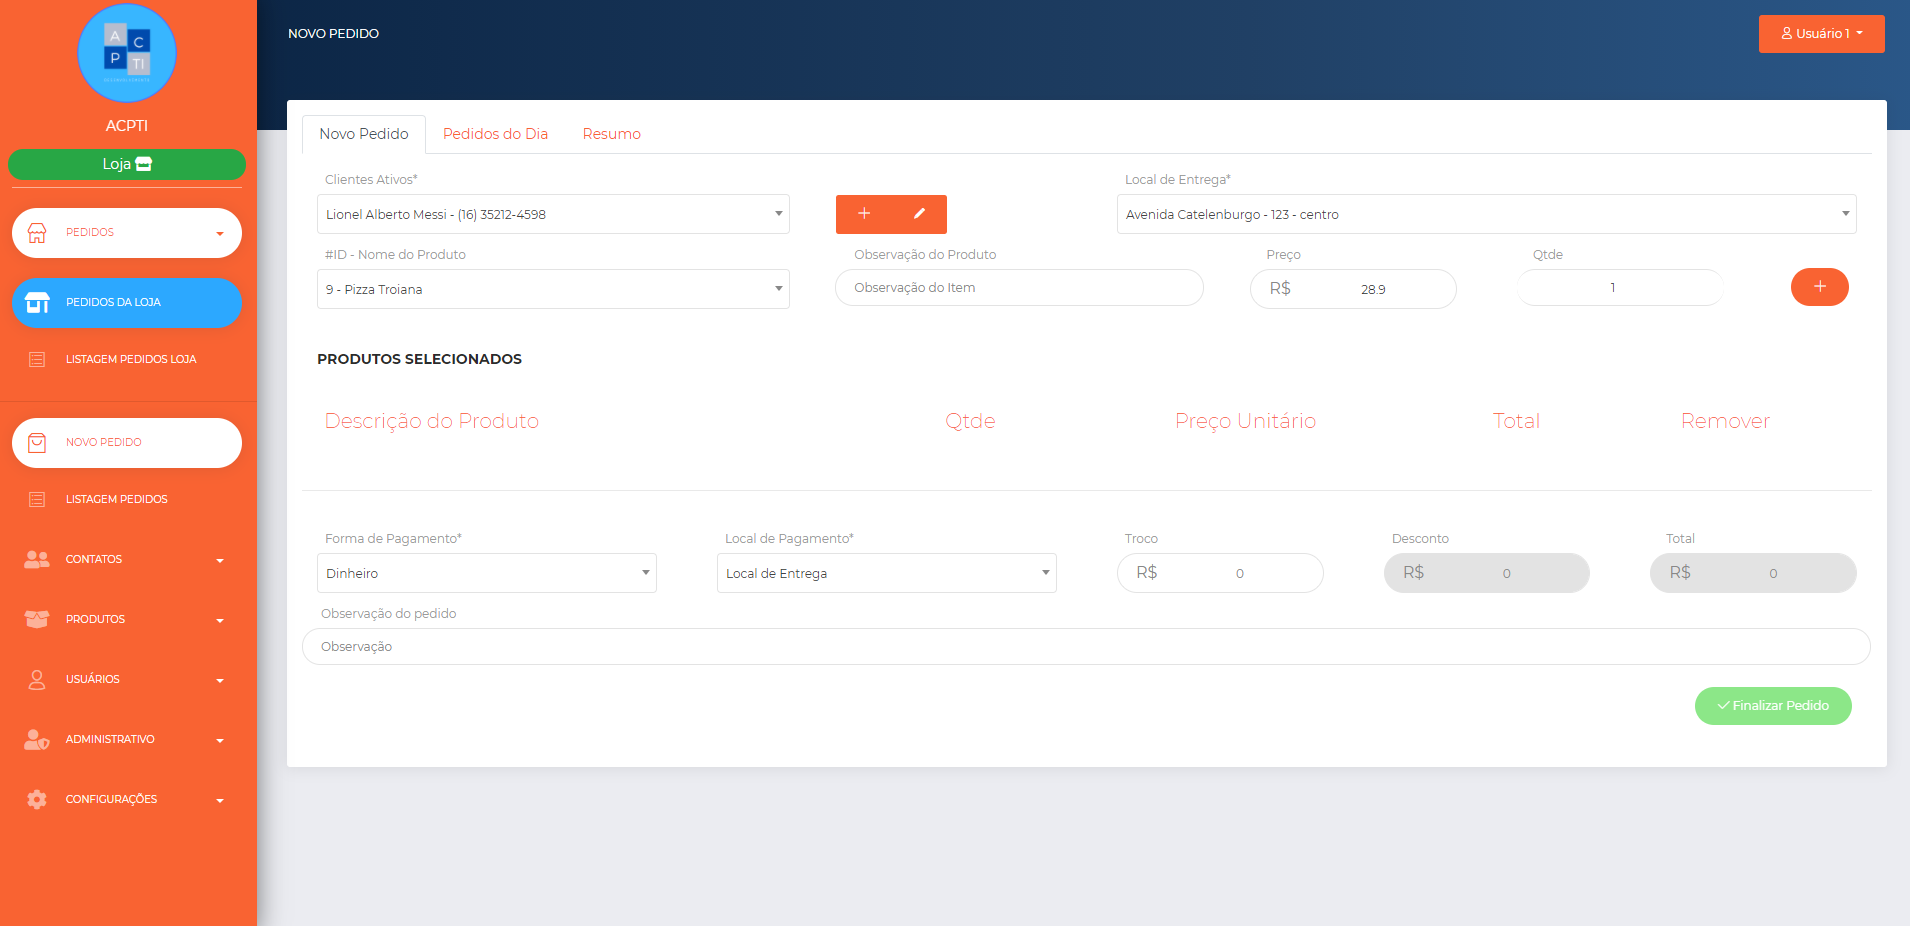 A
C
P
TI
ACPTI
Loja
PEDIDOS
PEDIDOS DA LOJA
LISTAGEM PEDIDOS LOJA
NOVO PEDIDO
LISTAGEM PEDIDOS
CONTATOS
PRODUTOS
USUÁRIOS
ADMINISTRATIVO
CONFIGURAÇÕES
NOVO PEDIDO
Usuário 1
Novo Pedido Pedidos do Dia Resumo
Clientes Ativos* Local de Entrega*
Lionel Alberto Messi - (16) 35212-4598 Avenida Catelenburgo - 123 - centro
#ID - Nome do Produto Observação do Produto Preço Qtde
9 - Pizza Troiana Observação do Item R$ 28.9 1
PRODUTOS SELECIONADOS
Descrição do Produto Qtde Preço Unitário Total Remover
Forma de Pagamento* Local de Pagamento* Troco Desconto Total
Dinheiro Local de Entrega R$ 0 R$ 0 R$ 0
Observação do pedido
Observação
Finalizar Pedido